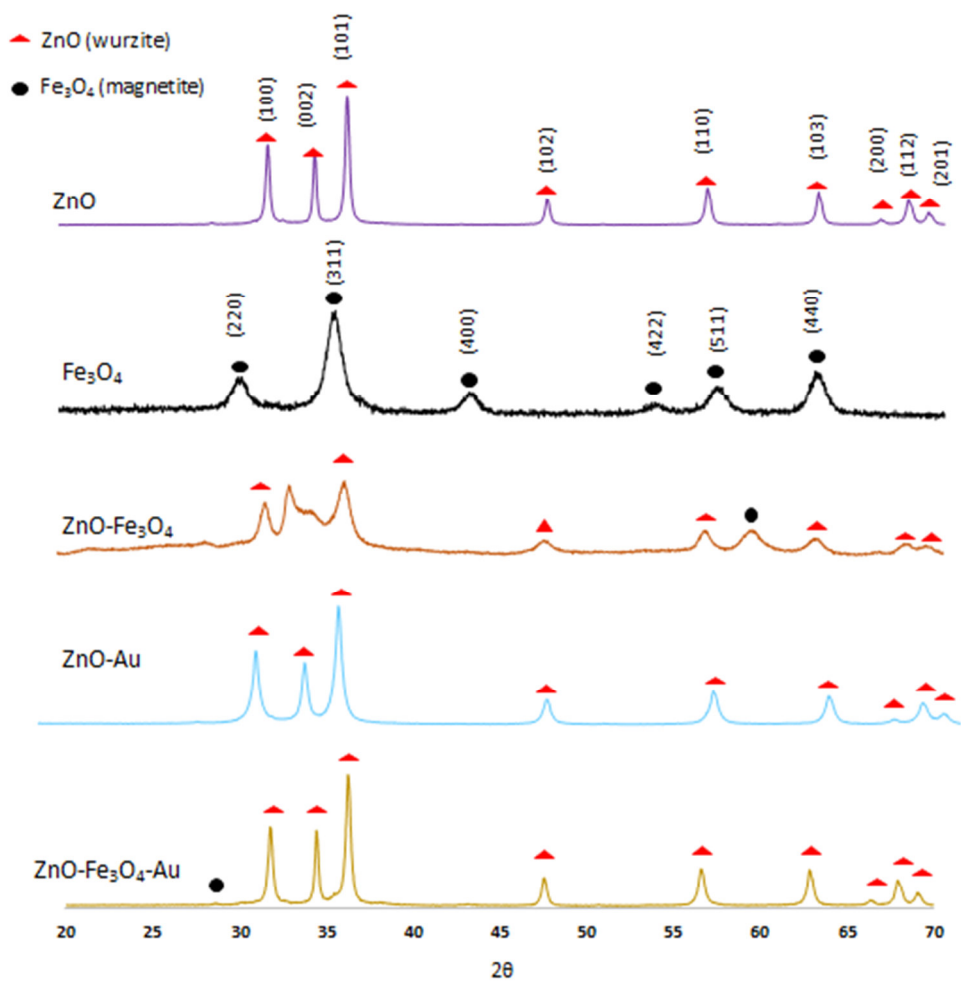 ZnO (wurzite)
Fe₃O₄ (magnetite)
(100)
(002)
(101)
(102)
(110)
(103)
(200)
(112)
(201)
ZnO
(220)
(311)
(400)
(422)
(511)
(440)
Fe₃O₄
ZnO-Fe₃O₄
ZnO-Au
ZnO-Fe₃O₄-Au
20 25 30 35 40 45 50 55 60 65 70
2θ